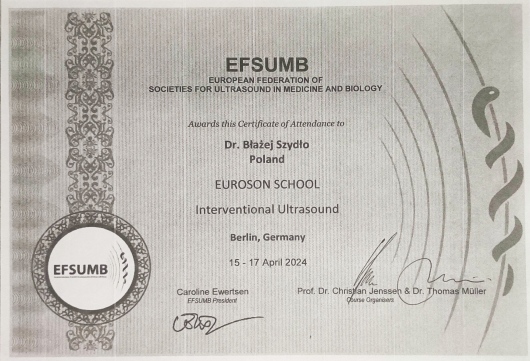 EFSUMB
EUROPEAN FEDERATION OF
SOCIETIES FOR ULTRASOUND IN MEDICINE AND BIOLOGY
Awards this Certificate of Attendance to
Dr. Błażej Szydło
Poland
EUROSON SCHOOL
Interventional Ultrasound
Berlin, Germany
15 - 17 April 2024
EFSUMB
Caroline Ewertsen
EFSUMB President
Prof. Dr. Christian Jenssen & Dr. Thomas Müller
Course Organisers